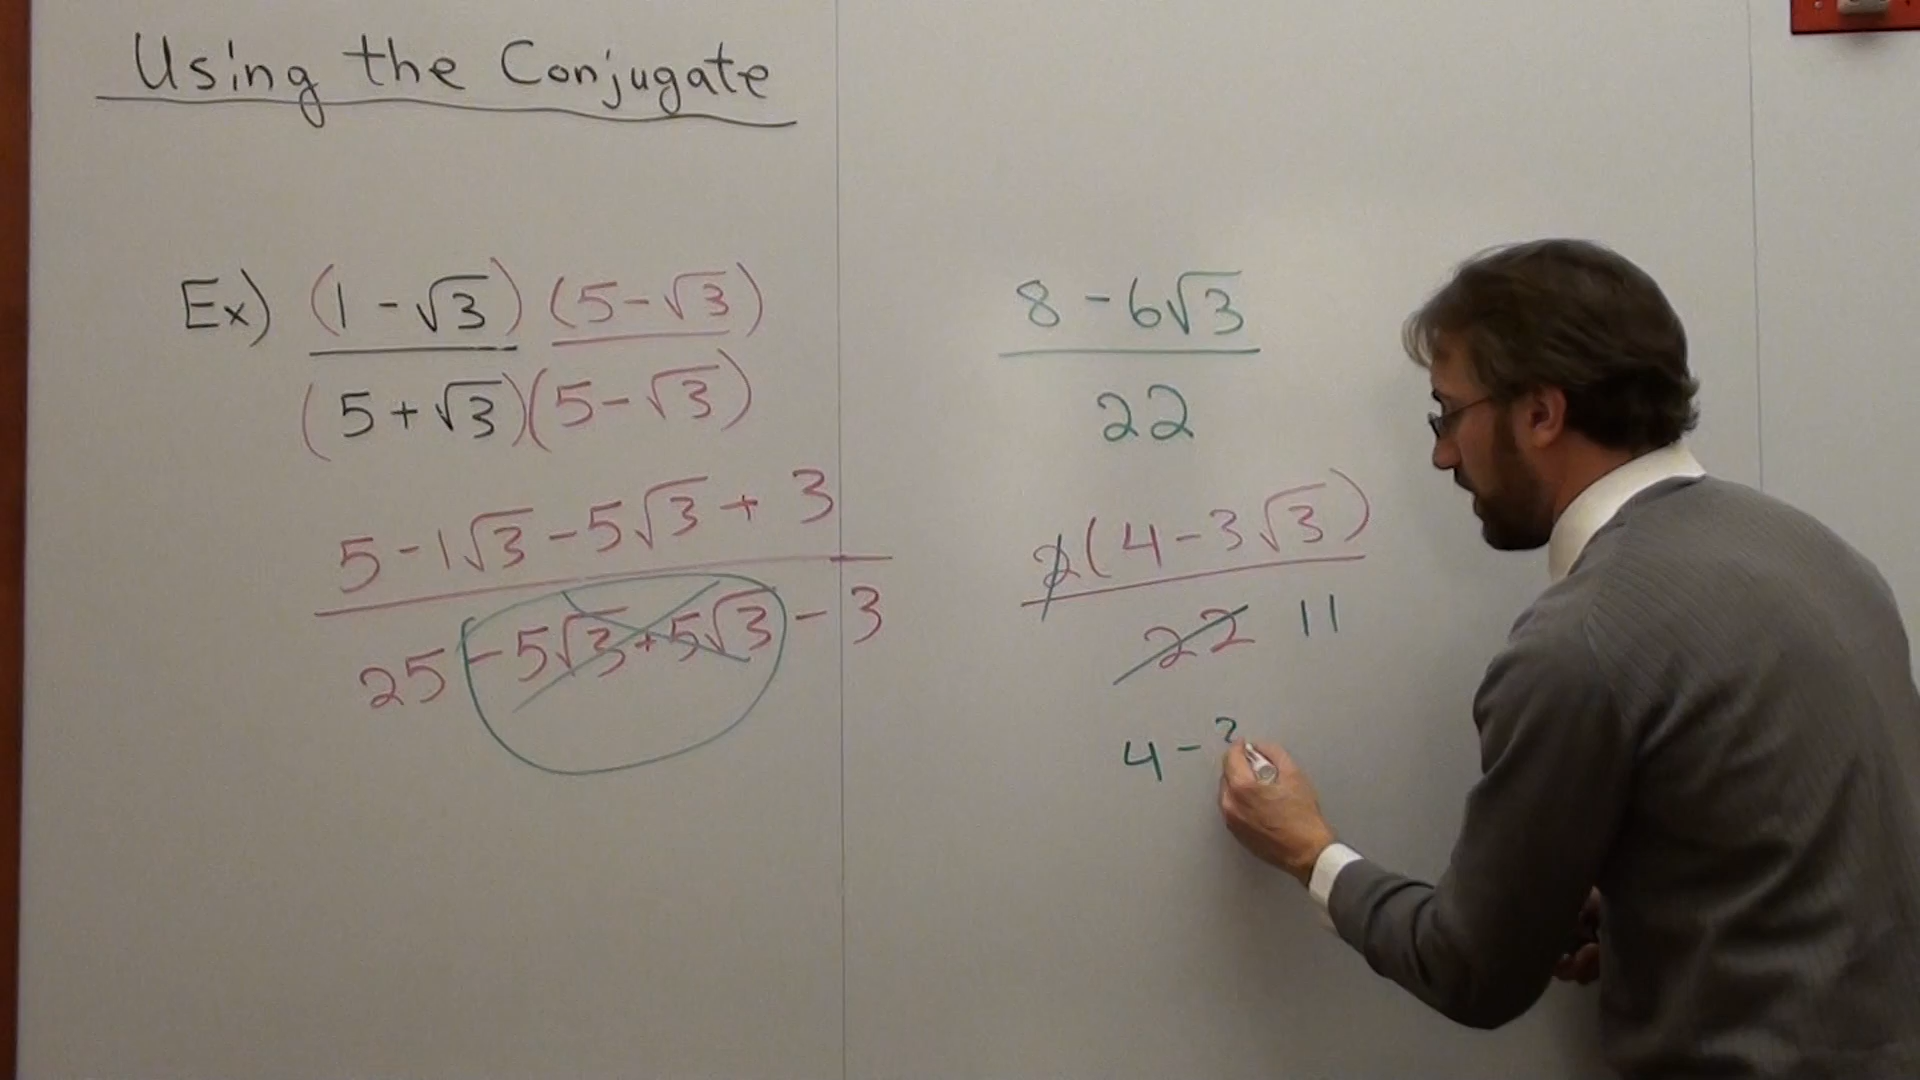 Using the Conjugate
Ex) (1 - √3) (5 - √3)
(5 + √3)(5 - √3)
5 - 1√3 - 5√3 + 3
25 - 5√3 + 5√3 - 3
8 - 6√3
22
2(4 - 3√3)
22 11
4 -